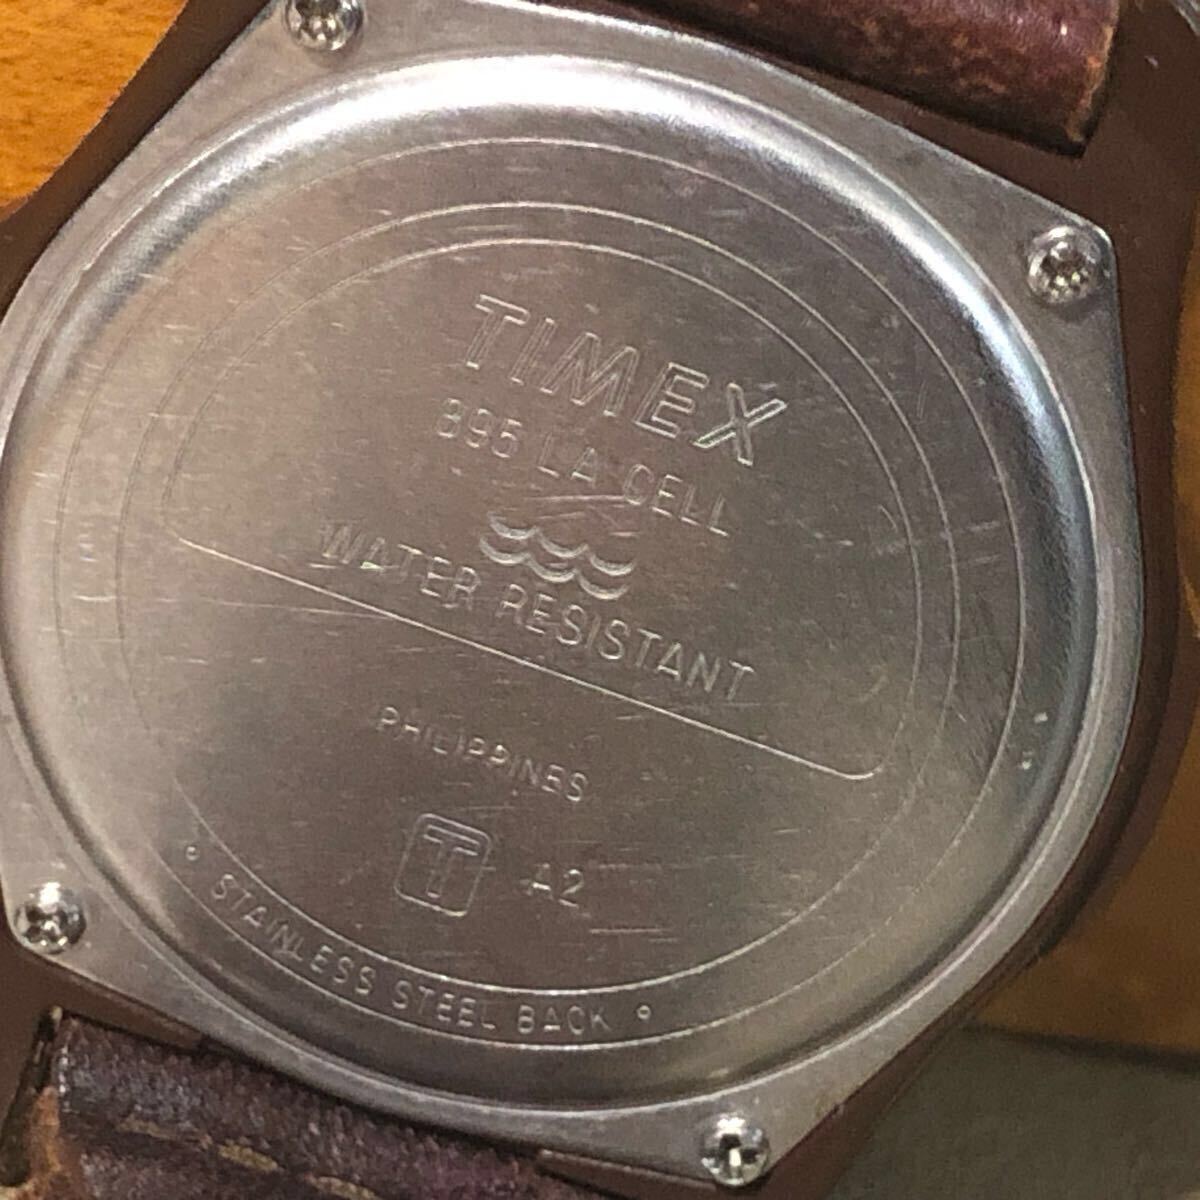 TIMEX
895 LA CELL
WATER RESISTANT
PHILIPPINES
T A2
STAINLESS STEEL BACK